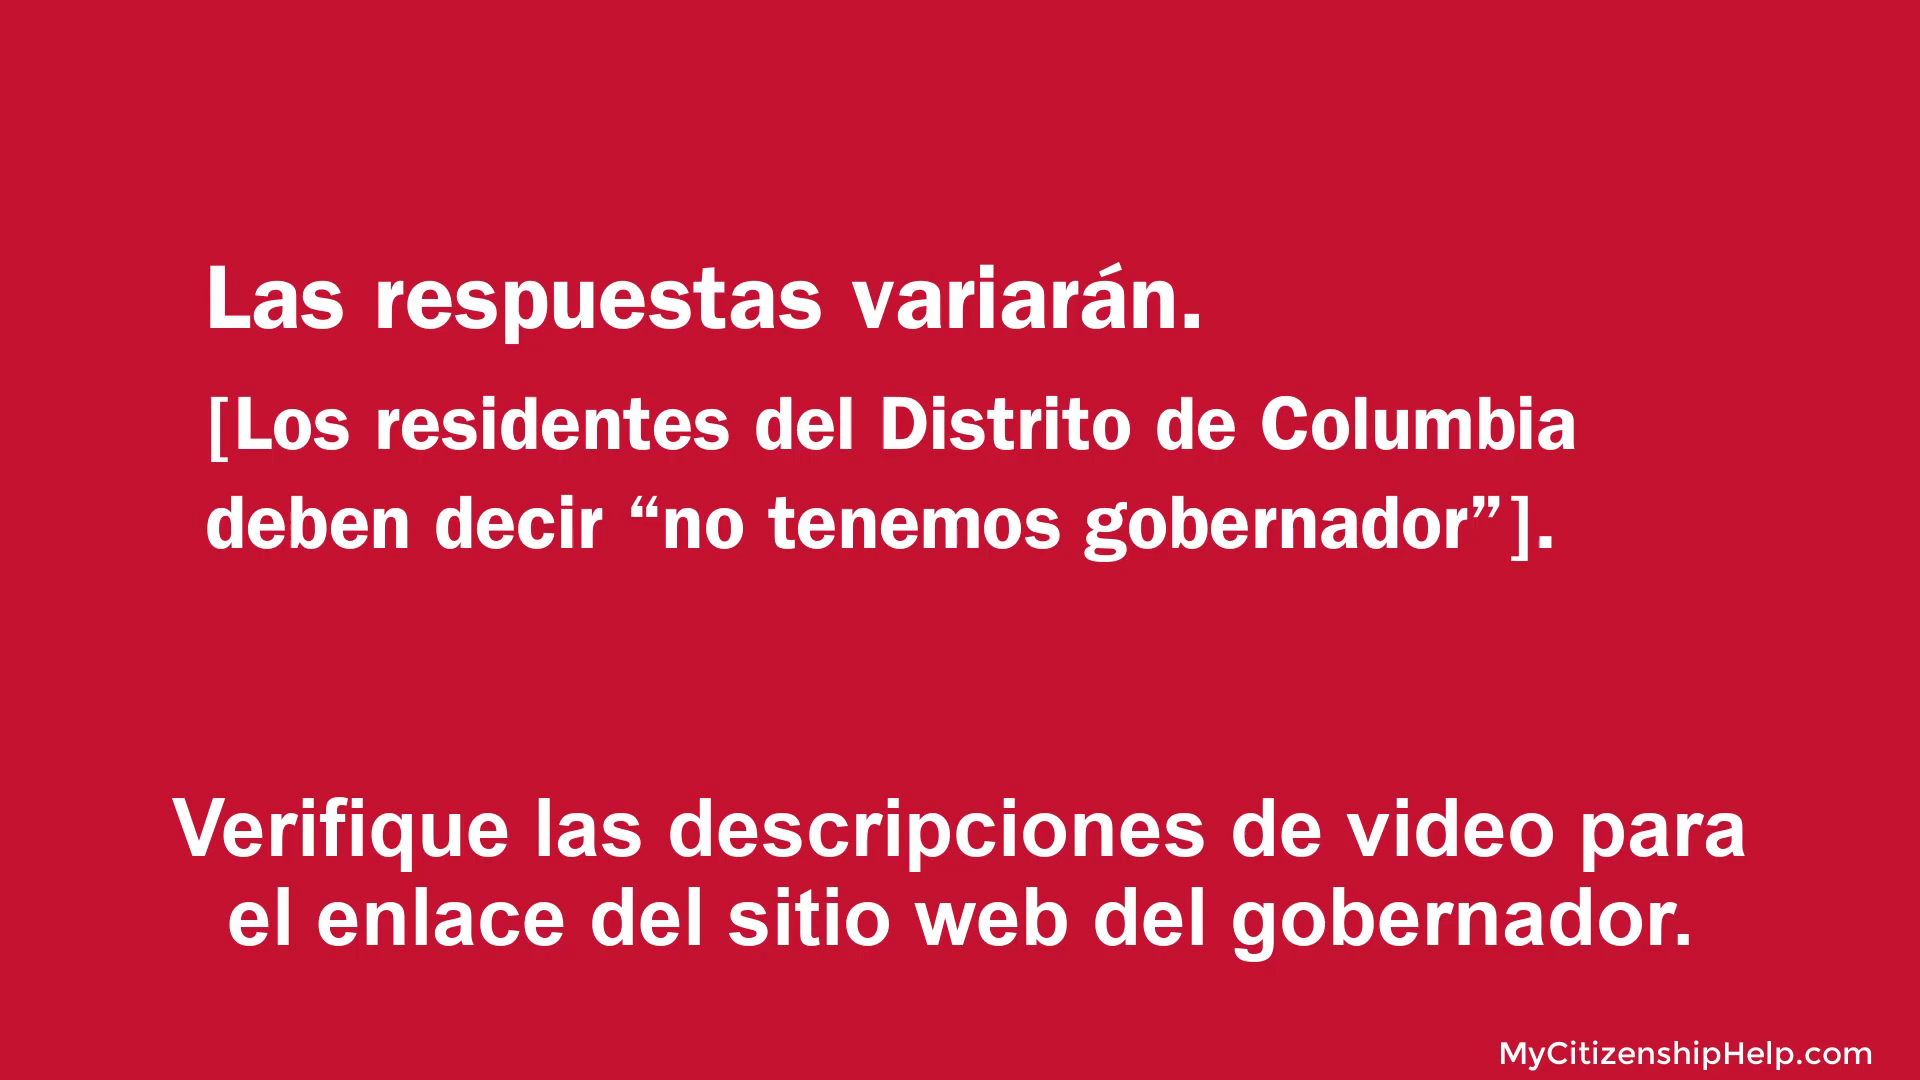 Las respuestas variarán.
[Los residentes del Distrito de Columbia
deben decir “no tenemos gobernador”].
Verifique las descripciones de video para
el enlace del sitio web del gobernador.
MyCitizenshipHelp.com